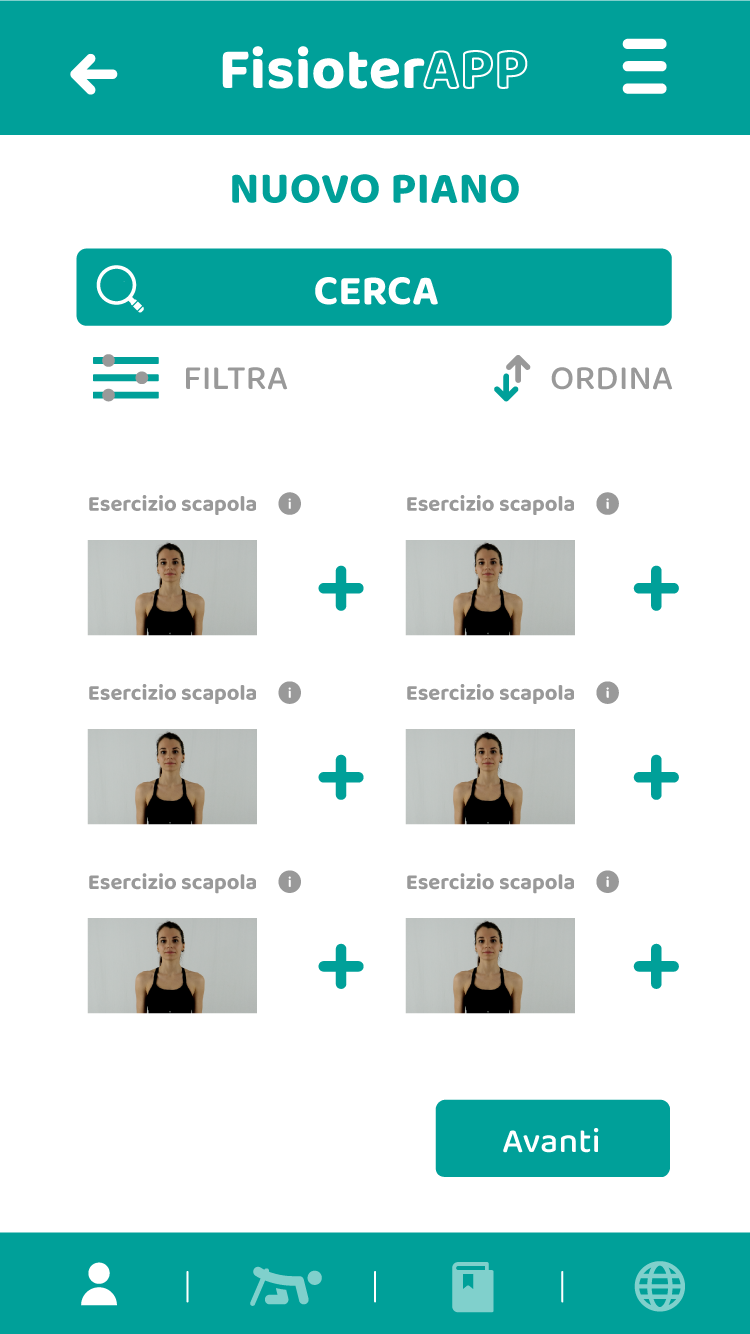 FisioterAPP
NUOVO PIANO
CERCA
FILTRA ORDINA
Esercizio scapola i Esercizio scapola i
Esercizio scapola i Esercizio scapola i
Esercizio scapola i Esercizio scapola i
Avanti